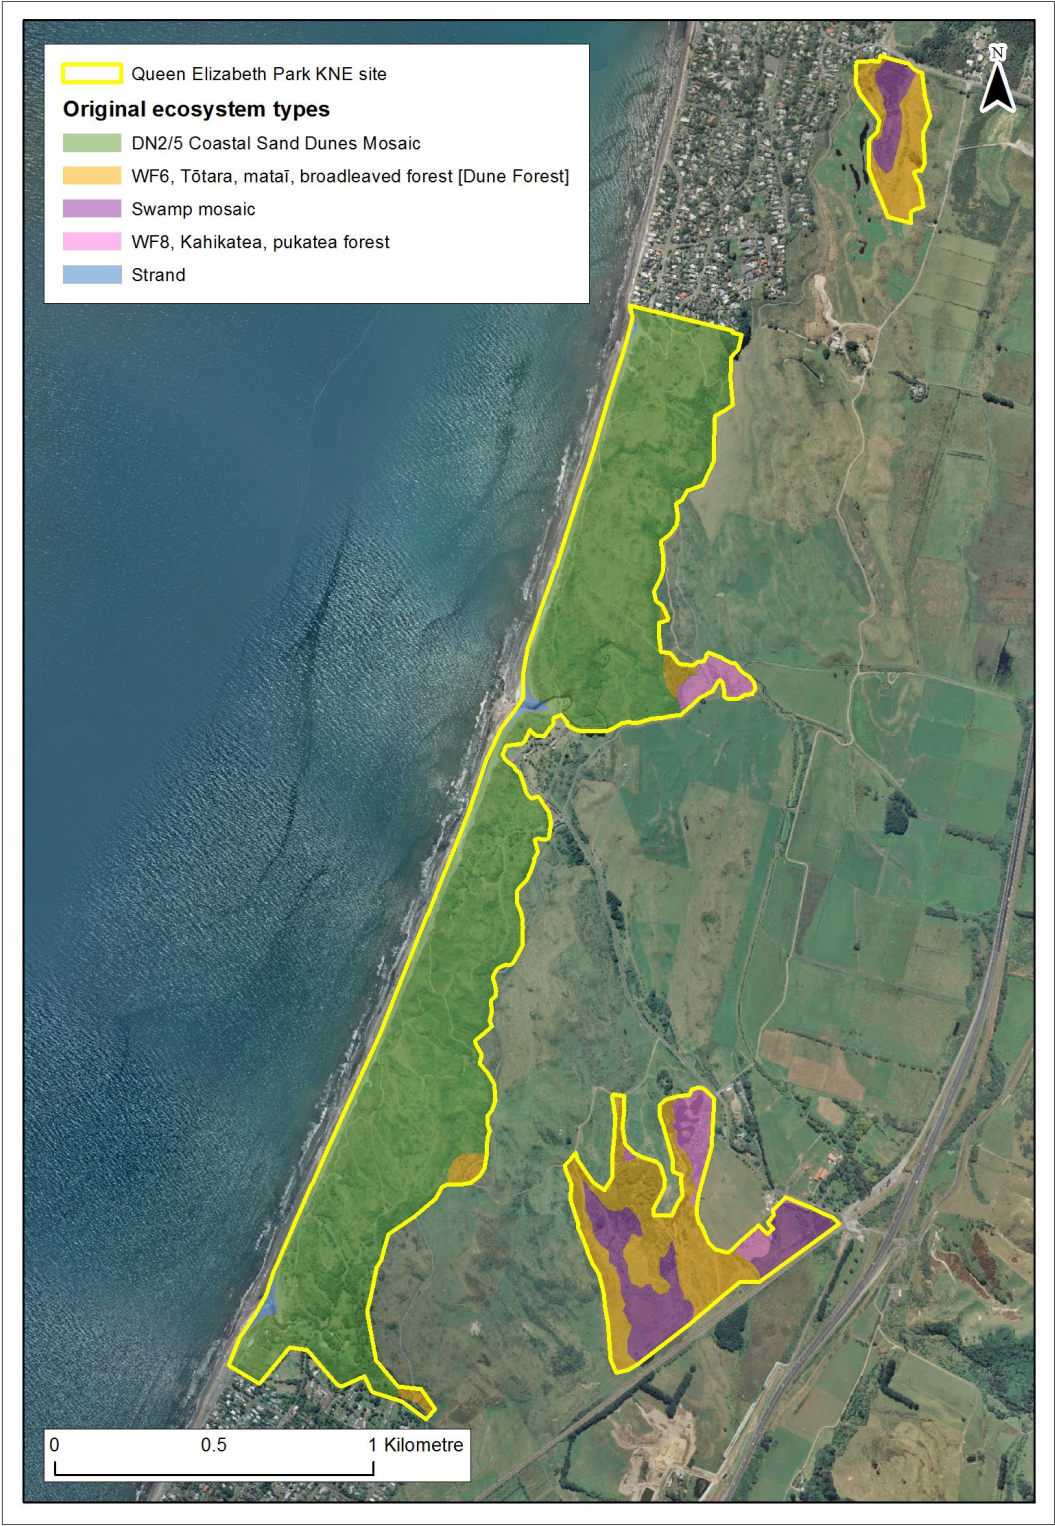 Queen Elizabeth Park KNE site
Original ecosystem types
DN2/5 Coastal Sand Dunes Mosaic
WF6, Tōtara, mataī, broadleaved forest [Dune Forest]
Swamp mosaic
WF8, Kahikatea, pukatea forest
Strand
N
0 0.5 1 Kilometre